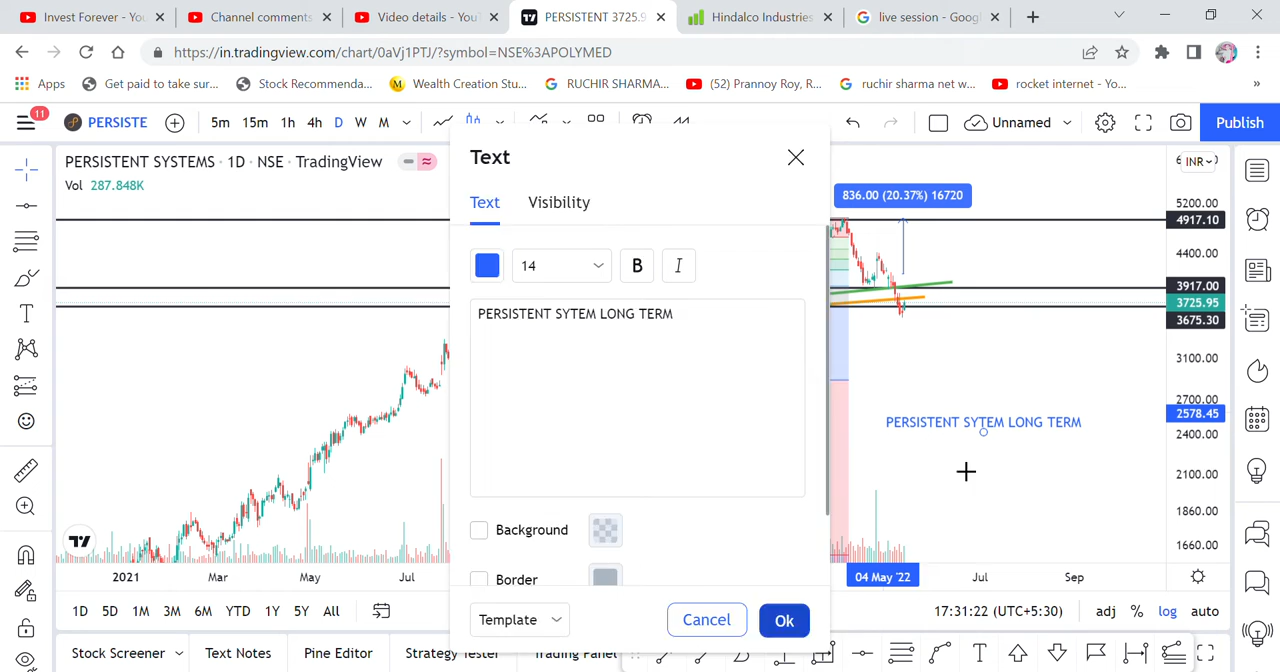 Invest Forever - Yo
Channel comments
Video details - YouT
PERSISTENT 3725.9
Hindalco Industries
live session - Googl
https://in.tradingview.com/chart/0aVj1PTJ/?symbol=NSE%3APOLYMED
Apps
Get paid to take sur...
Stock Recommenda...
Wealth Creation Stu...
RUCHIR SHARMA...
(52) Prannoy Roy, R...
ruchir sharma net w...
rocket internet - Yo...
»
11
PERSISTE
5m
15m
1h
4h
D
W
M
Unnamed
Publish
PERSISTENT SYSTEMS · 1D · NSE · TradingView
Vol 287.848K
Text
Text
Visibility
14
B
I
PERSISTENT SYTEM LONG TERM
Background
Border
Template
Cancel
Ok
836.00 (20.37%) 16720
PERSISTENT SYTEM LONG TERM
INR
5200.00
4917.10
4400.00
3917.00
3725.95
3675.30
3100.00
2700.00
2578.45
2400.00
2100.00
1860.00
1660.00
2021
Mar
May
Jul
04 May '22
Jul
Sep
1D
5D
1M
3M
6M
YTD
1Y
5Y
All
17:31:22 (UTC+5:30)
adj
%
log
auto
Stock Screener
Text Notes
Pine Editor
Strategy Tester
Trading Panel